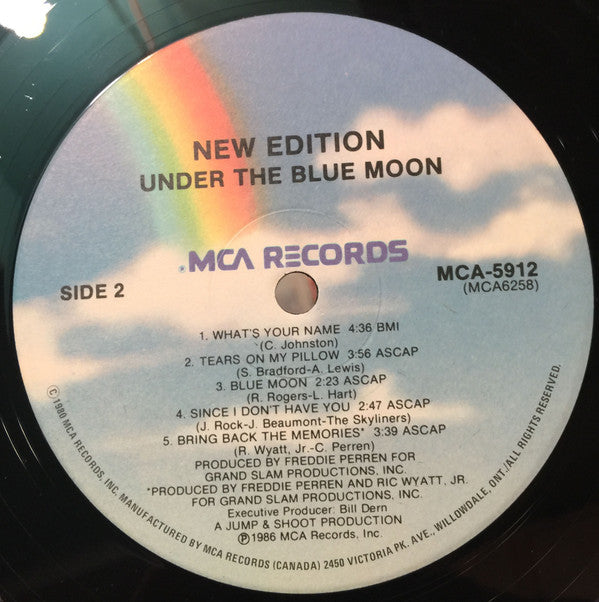 NEW EDITION
UNDER THE BLUE MOON
MCA RECORDS
SIDE 2
MCA-5912
(MCA6258)
1. WHAT'S YOUR NAME 4:36 BMI
(C. Johnston)
2. TEARS ON MY PILLOW 3:56 ASCAP
(S. Bradford-A. Lewis)
3. BLUE MOON 2:23 ASCAP
(R. Rogers-L. Hart)
4. SINCE I DON'T HAVE YOU 2:47 ASCAP
(J. Rock-J. Beaumont-The Skyliners)
5. BRING BACK THE MEMORIES* 3:39 ASCAP
(R. Wyatt, Jr.-C. Perren)
PRODUCED BY FREDDIE PERREN FOR
GRAND SLAM PRODUCTIONS, INC.
*PRODUCED BY FREDDIE PERREN AND RIC WYATT, JR.
FOR GRAND SLAM PRODUCTIONS, INC.
Executive Producer: Bill Dern
A JUMP & SHOOT PRODUCTION
℗1986 MCA Records, Inc.
©1980 MCA RECORDS, INC. MANUFACTURED BY MCA RECORDS (CANADA) 2450 VICTORIA PK. AVE., WILLOWDALE, ONT./ALL RIGHTS RESERVED.